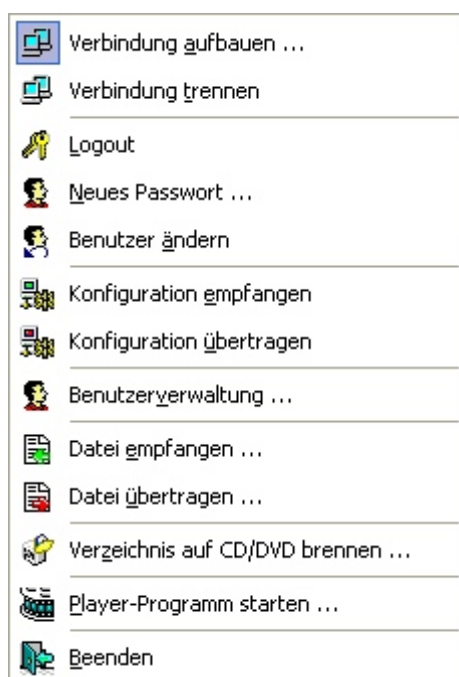 Verbindung aufbauen ...
Verbindung trennen
Logout
Neues Passwort ...
Benutzer ändern
Konfiguration empfangen
Konfiguration übertragen
Benutzerverwaltung ...
Datei empfangen ...
Datei übertragen ...
Verzeichnis auf CD/DVD brennen ...
Player-Programm starten ...
Beenden